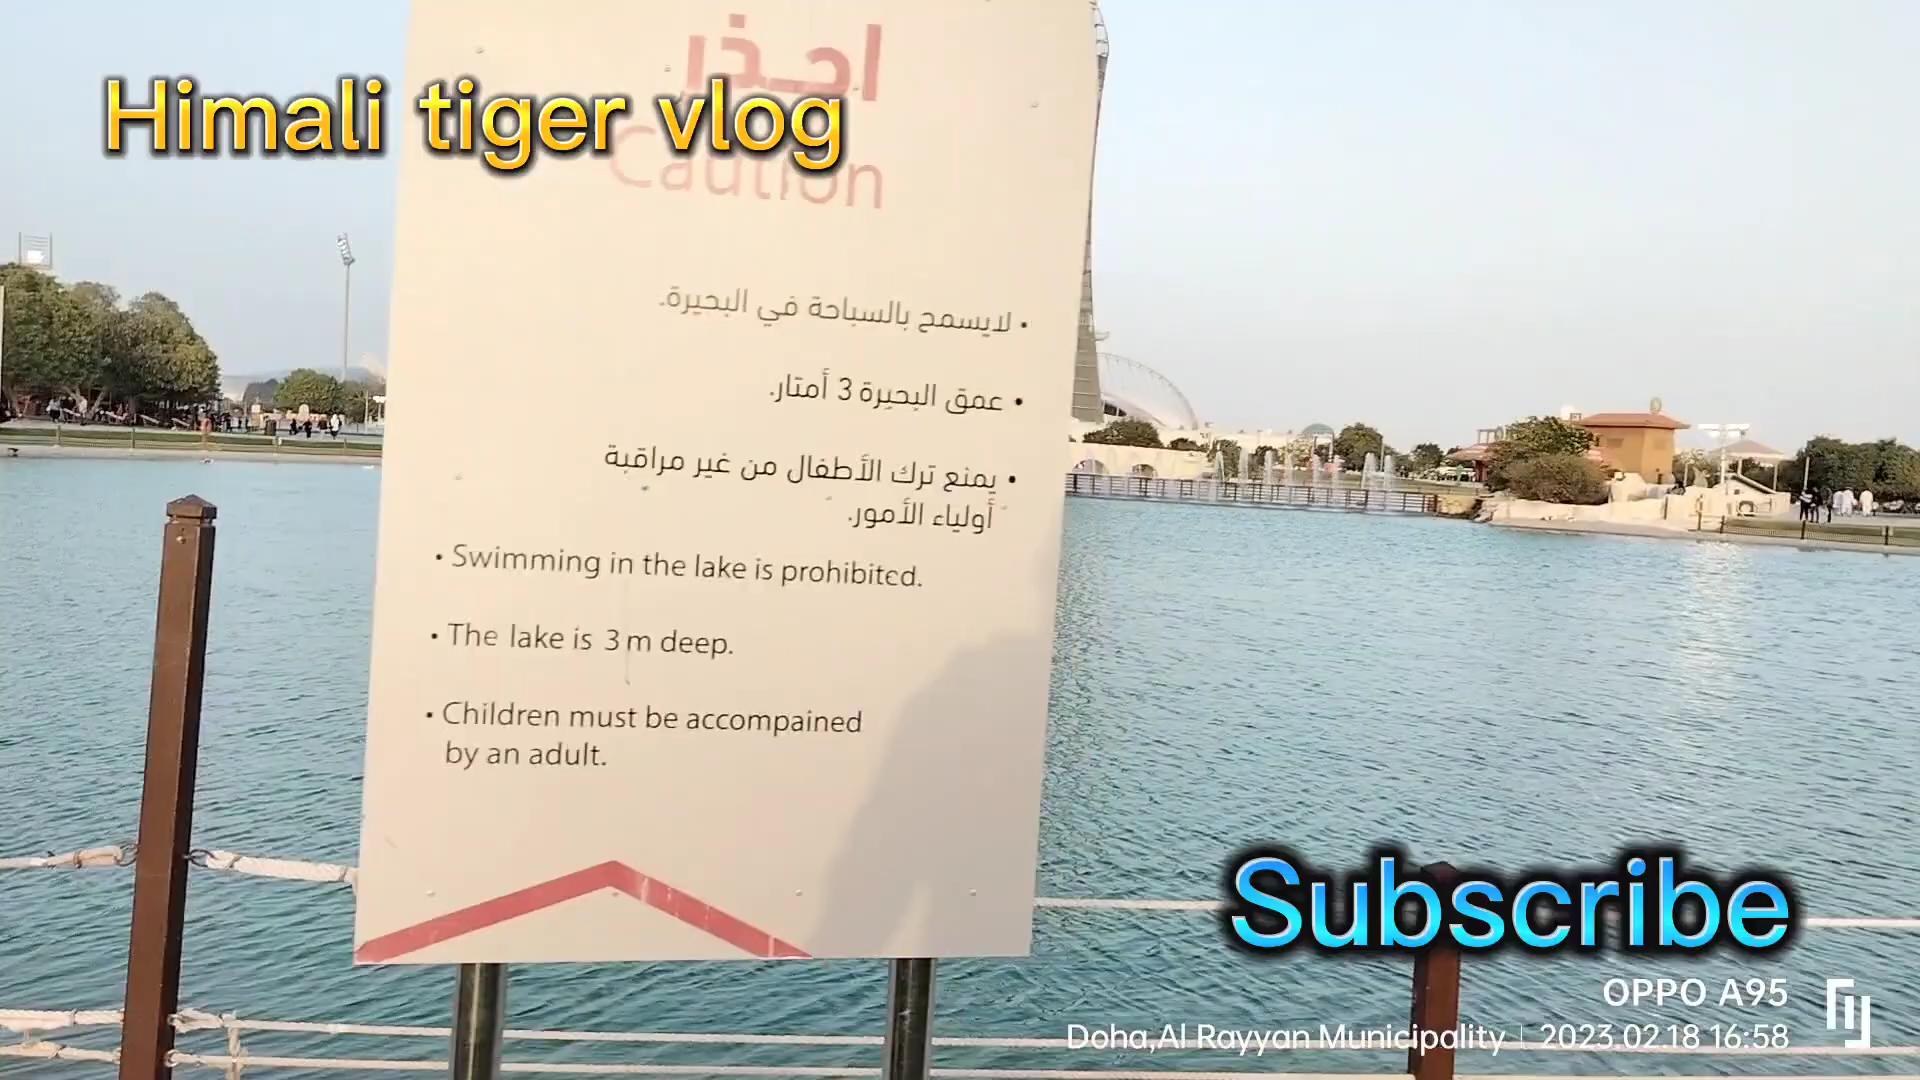 احذر
Himali tiger vlog
Caution
• لايسمح بالسباحة في البحيرة.
• عمق البحيرة 3 أمتار.
• يمنع ترك الأطفال من غير مراقبة
أولياء الأمور.
• Swimming in the lake is prohibited.
• The lake is 3 m deep.
• Children must be accompained
by an adult.
Subscribe
OPPO A95
Doha,Al Rayyan Municipality | 2023.02.18 16:58